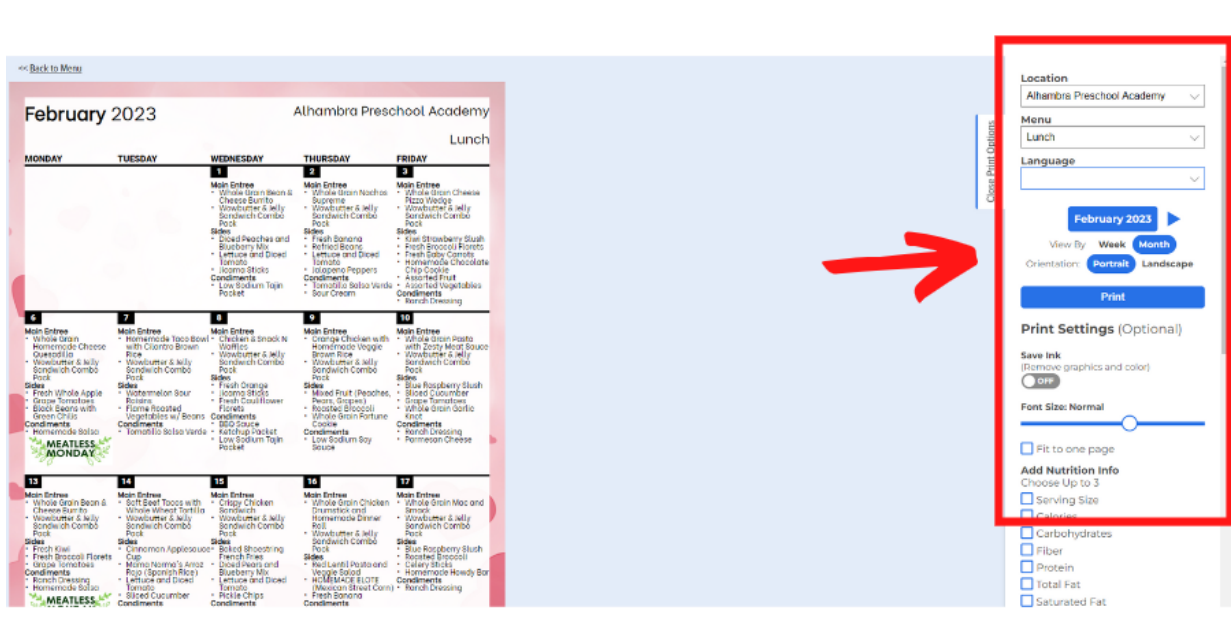 << Back to Menu
February 2023
Alhambra Preschool Academy
Lunch
MONDAY TUESDAY WEDNESDAY THURSDAY FRIDAY
1
Main Entree
• Whole Grain Bean &
Cheese Burrito
• Wowbutter & Jelly
Sandwich Combo
Pack
Sides
• Diced Peaches and
Blueberry Mix
• Lettuce and Diced
Tomato
• Jicama Sticks
Condiments
• Low Sodium Tajin
Packet
2
Main Entree
• Whole Grain Nachos
Supreme
• Wowbutter & Jelly
Sandwich Combo
Pack
Sides
• Fresh Banana
• Refried Beans
• Lettuce and Diced
Tomato
• Jalapeno Peppers
Condiments
• Tomatillo Salsa Verde
• Sour Cream
3
Main Entree
• Whole Grain Cheese
Pizza Wedge
• Wowbutter & Jelly
Sandwich Combo
Pack
Sides
• Kiwi Strawberry Slush
• Fresh Broccoli Florets
• Fresh Baby Carrots
• Homemade Chocolate
Chip Cookie
• Assorted Fruit
• Assorted Vegetables
Condiments
• Ranch Dressing
6
Main Entree
• Whole Grain
Homemade Cheese
Quesadilla
• Wowbutter & Jelly
Sandwich Combo
Pack
Sides
• Fresh Whole Apple
• Grape Tomatoes
• Black Beans with
Green Chilis
Condiments
• Homemade Salsa
MEATLESS
MONDAY
7
Main Entree
• Homemade Taco Bowl
with Cilantro Brown
Rice
• Wowbutter & Jelly
Sandwich Combo
Pack
Sides
• Watermelon Sour
Raisins
• Flame Roasted
Vegetables w/ Beans
Condiments
• Tomatillo Salsa Verde
8
Main Entree
• Chicken & Snack N
Waffles
• Wowbutter & Jelly
Sandwich Combo
Pack
Sides
• Fresh Orange
• Jicama Sticks
• Fresh Cauliflower
Florets
Condiments
• BBQ Sauce
• Ketchup Packet
• Low Sodium Tajin
Packet
9
Main Entree
• Orange Chicken with
Homemade Veggie
Brown Rice
• Wowbutter & Jelly
Sandwich Combo
Pack
Sides
• Mixed Fruit (Peaches,
Pears, Grapes)
• Roasted Broccoli
• Whole Grain Fortune
Cookie
Condiments
• Low Sodium Soy
Sauce
10
Main Entree
• Whole Grain Pasta
with Zesty Meat Sauce
• Wowbutter & Jelly
Sandwich Combo
Pack
Sides
• Blue Raspberry Slush
• Sliced Cucumber
• Grape Tomatoes
• Whole Grain Garlic
Knot
Condiments
• Ranch Dressing
• Parmesan Cheese
13
Main Entree
• Whole Grain Bean &
Cheese Burrito
• Wowbutter & Jelly
Sandwich Combo
Pack
Sides
• Fresh Kiwi
• Fresh Broccoli Florets
• Grape Tomatoes
Condiments
• Ranch Dressing
• Homemade Salsa
MEATLESS
MONDAY
14
Main Entree
• Soft Beef Tacos with
Whole Wheat Tortilla
• Wowbutter & Jelly
Sandwich Combo
Pack
Sides
• Cinnamon Applesauce
Cup
• Mama Norma's Arroz
Rojo (Spanish Rice)
• Lettuce and Diced
Tomato
• Sliced Cucumber
Condiments
15
Main Entree
• Crispy Chicken
Sandwich
• Wowbutter & Jelly
Sandwich Combo
Pack
Sides
• Baked Shoestring
French Fries
• Diced Pears and
Blueberry Mix
• Lettuce and Diced
Tomato
• Pickle Chips
Condiments
16
Main Entree
• Whole Grain Chicken
Drumstick and
Homemade Dinner
Roll
• Wowbutter & Jelly
Sandwich Combo
Pack
Sides
• Red Lentil Pasta and
Veggie Salad
• HOMEMADE ELOTE
(Mexican Street Corn)
• Fresh Banana
Condiments
17
Main Entree
• Whole Grain Mac and
Smack
• Wowbutter & Jelly
Sandwich Combo
Pack
Sides
• Blue Raspberry Slush
• Roasted Broccoli
• Celery Sticks
• Homemade Howdy Bar
Condiments
• Ranch Dressing
Close Print Options
Location
Alhambra Preschool Academy
Menu
Lunch
Language
February 2023
View By Week Month
Orientation: Portrait Landscape
Print
Print Settings (Optional)
Save Ink
(Remove graphics and color)
OFF
Font Size: Normal
Fit to one page
Add Nutrition Info
Choose Up to 3
Serving Size
Calories
Carbohydrates
Fiber
Protein
Total Fat
Saturated Fat